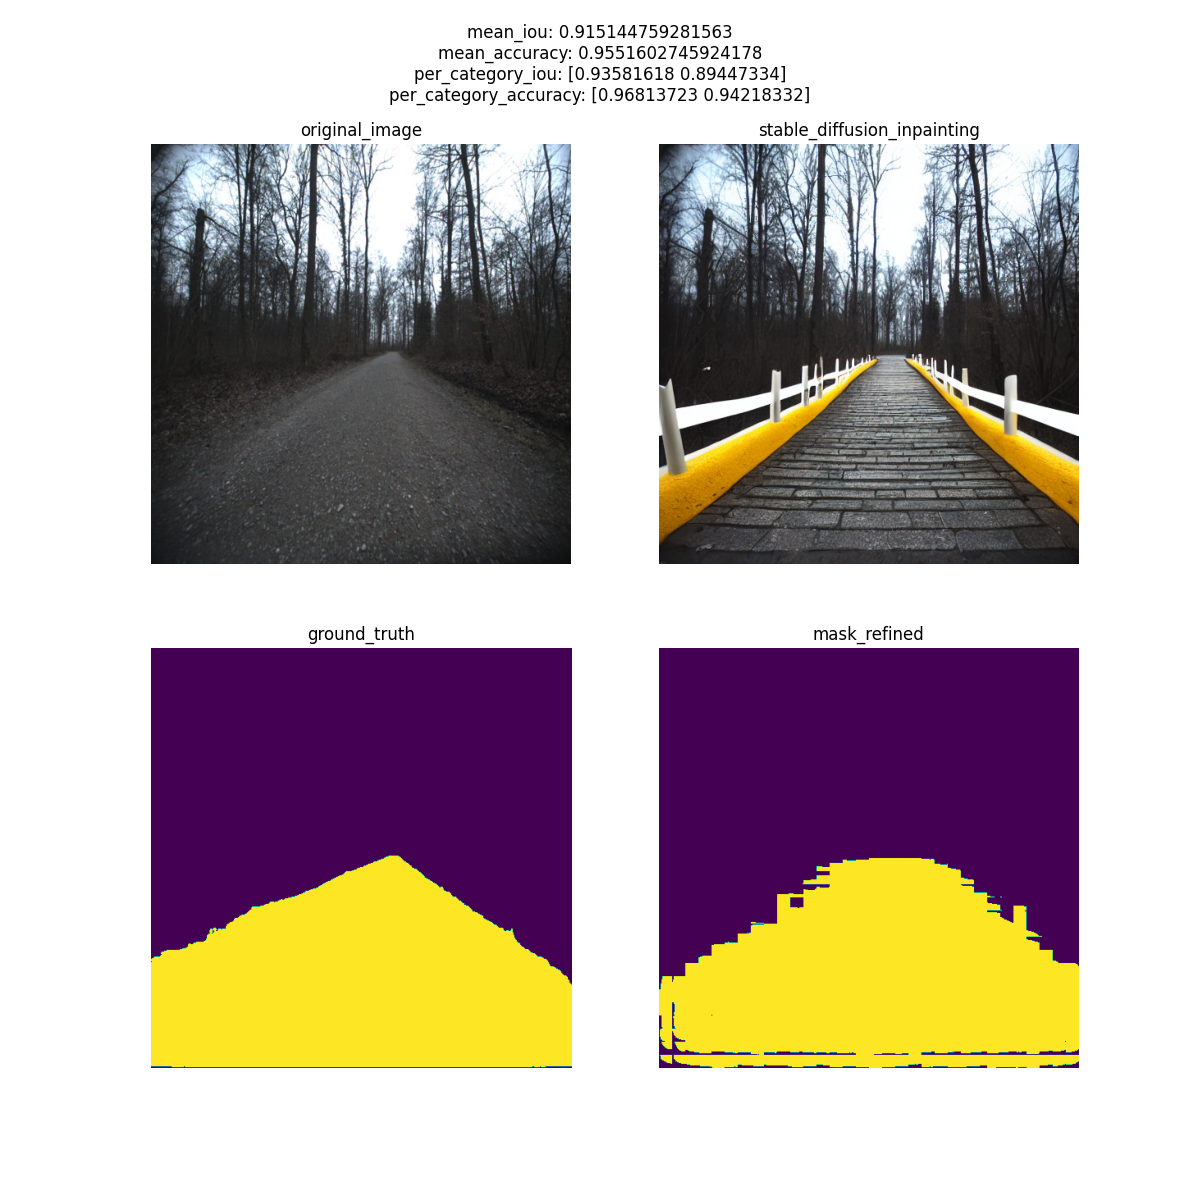 mean_iou: 0.915144759281563
mean_accuracy: 0.9551602745924178
per_category_iou: [0.93581618 0.89447334]
per_category_accuracy: [0.96813723 0.94218332]
original_image
stable_diffusion_inpainting
ground_truth
mask_refined